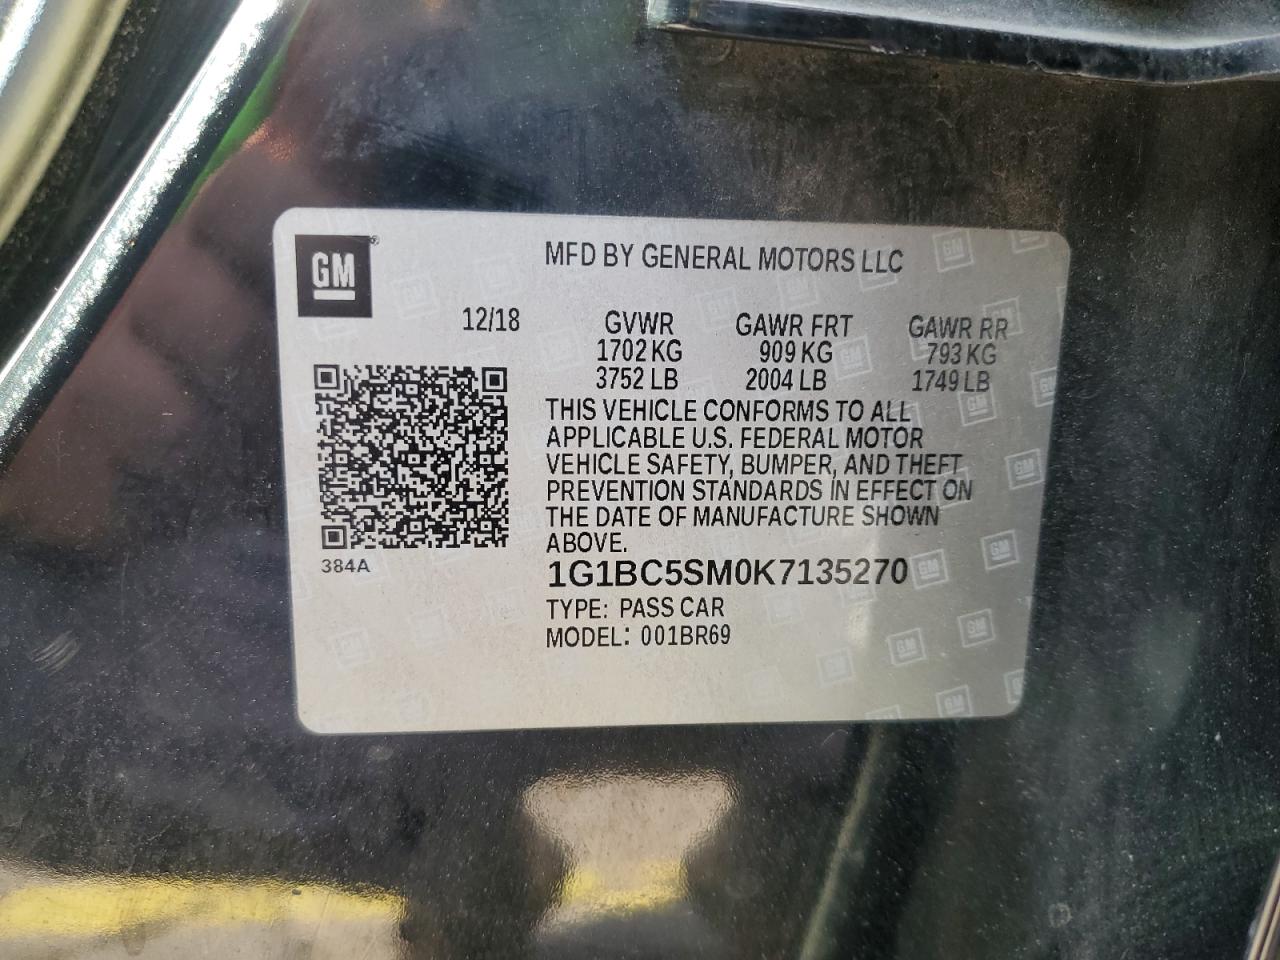 GM
MFD BY GENERAL MOTORS LLC
12/18 GVWR GAWR FRT GAWR RR
1702 KG 909 KG 793 KG
3752 LB 2004 LB 1749 LB
THIS VEHICLE CONFORMS TO ALL
APPLICABLE U.S. FEDERAL MOTOR
VEHICLE SAFETY, BUMPER, AND THEFT
PREVENTION STANDARDS IN EFFECT ON
THE DATE OF MANUFACTURE SHOWN
ABOVE.
384A
1G1BC5SM0K7135270
TYPE: PASS CAR
MODEL: 001BR69